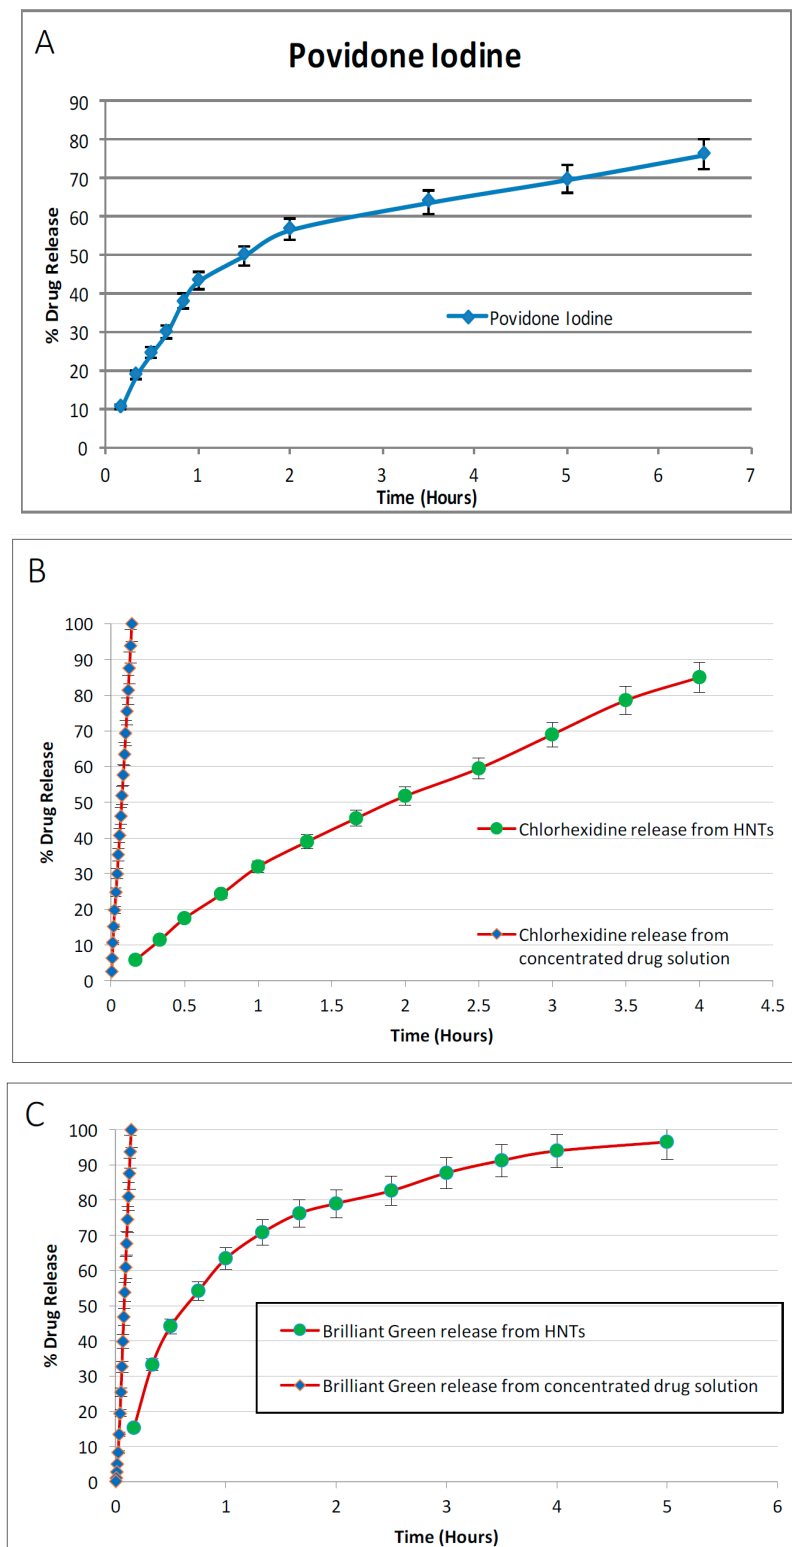 A
Povidone Iodine
90
80
70
60
50
40
30
20
10
0
% Drug Release
Povidone Iodine
0 1 2 3 4 5 6 7
Time (Hours)
B
100
90
80
70
60
50
40
30
20
10
0
% Drug Release
Chlorhexidine release from HNTs
Chlorhexidine release from
concentrated drug solution
0 0.5 1 1.5 2 2.5 3 3.5 4 4.5
Time (Hours)
C
100
90
80
70
60
50
40
30
20
10
0
% Drug Release
Brilliant Green release from HNTs
Brilliant Green release from concentrated drug solution
0 1 2 3 4 5 6
Time (Hours)